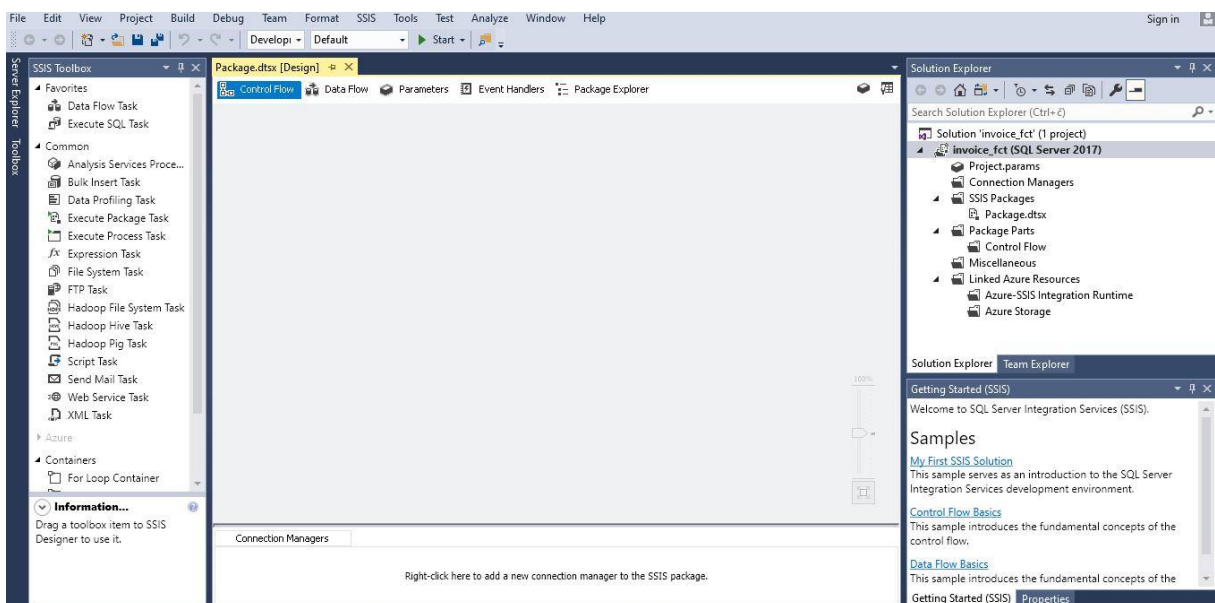 File Edit View Project Build Debug Team Format SSIS Tools Test Analyze Window Help Sign in
Default Start
Server Explorer
Toolbox
SSIS Toolbox
Favorites
Data Flow Task
Execute SQL Task
Common
Analysis Services Proce...
Bulk Insert Task
Data Profiling Task
Execute Package Task
Execute Process Task
Expression Task
File System Task
FTP Task
Hadoop File System Task
Hadoop Hive Task
Hadoop Pig Task
Script Task
Send Mail Task
Web Service Task
XML Task
Azure
Containers
For Loop Container
Information...
Drag a toolbox item to SSIS
Designer to use it.
Package.dtsx [Design]
Control Flow Data Flow Parameters Event Handlers Package Explorer
100%
Connection Managers
Right-click here to add a new connection manager to the SSIS package.
Solution Explorer
Search Solution Explorer (Ctrl+č)
Solution 'invoice_fct' (1 project)
invoice_fct (SQL Server 2017)
Project.params
Connection Managers
SSIS Packages
Package.dtsx
Package Parts
Control Flow
Miscellaneous
Linked Azure Resources
Azure-SSIS Integration Runtime
Azure Storage
Solution Explorer Team Explorer
Getting Started (SSIS)
Welcome to SQL Server Integration Services (SSIS).
Samples
My First SSIS Solution
This sample serves as an introduction to the SQL Server
Integration Services development environment.
Control Flow Basics
This sample introduces the fundamental concepts of the
control flow.
Data Flow Basics
This sample introduces the fundamental concepts of the
Getting Started (SSIS) Properties